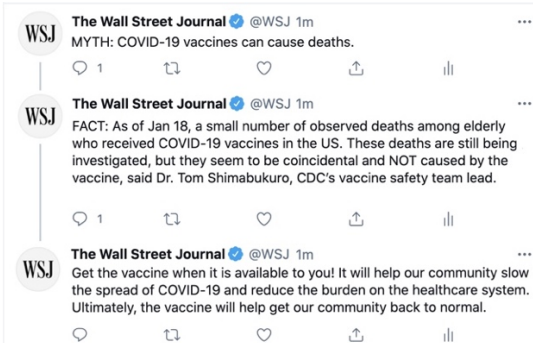 WSJ The Wall Street Journal @WSJ 1m
MYTH: COVID-19 vaccines can cause deaths.
1
WSJ The Wall Street Journal @WSJ 1m
FACT: As of Jan 18, a small number of observed deaths among elderly
who received COVID-19 vaccines in the US. These deaths are still being
investigated, but they seem to be coincidental and NOT caused by the
vaccine, said Dr. Tom Shimabukuro, CDC's vaccine safety team lead.
1
WSJ The Wall Street Journal @WSJ 1m
Get the vaccine when it is available to you! It will help our community slow
the spread of COVID-19 and reduce the burden on the healthcare system.
Ultimately, the vaccine will help get our community back to normal.